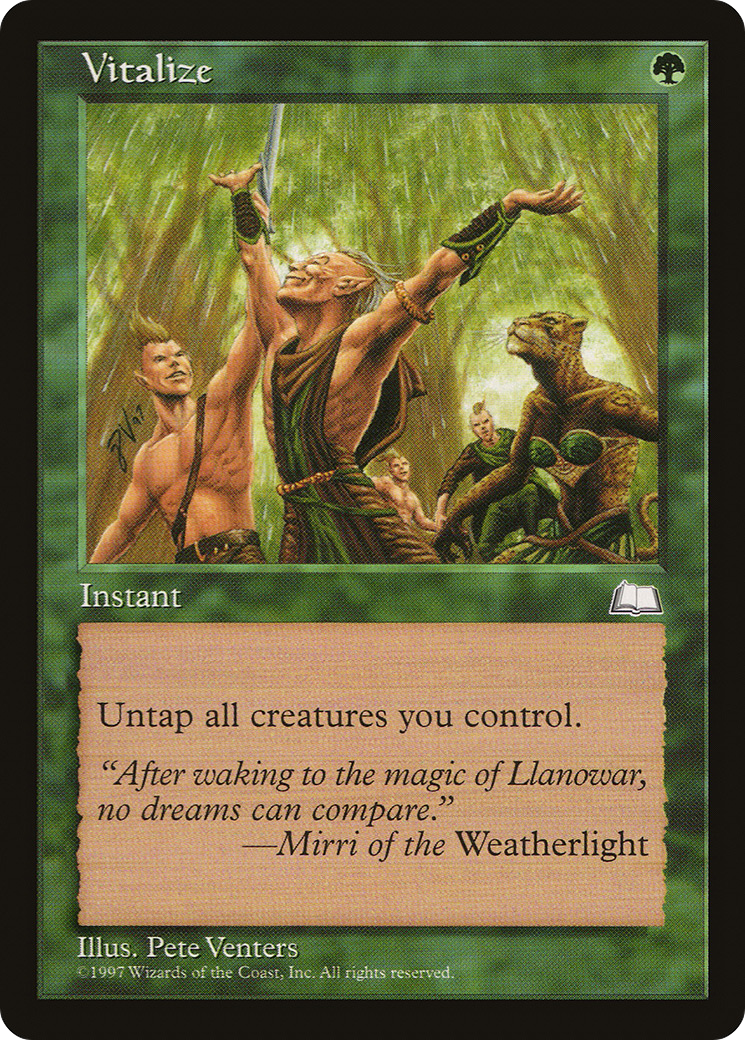 Vitalize
PV97
Instant
Untap all creatures you control.
“After waking to the magic of Llanowar,
no dreams can compare.”
—Mirri of the Weatherlight
Illus. Pete Venters
©1997 Wizards of the Coast, Inc. All rights reserved.